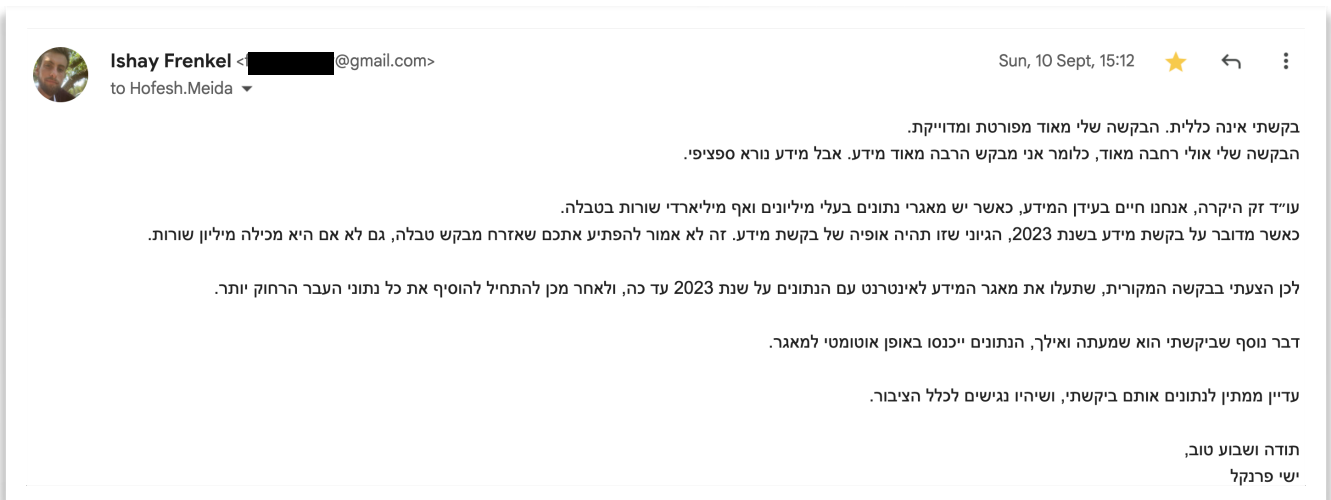 Ishay Frenkel <f @gmail.com>
Sun, 10 Sept, 15:12
to Hofesh.Meida
בקשתי אינה כללית. הבקשה שלי מאוד מפורטת ומדוייקת.
הבקשה שלי אולי רחבה מאוד, כלומר אני מבקש הרבה מאוד מידע. אבל מידע נורא ספציפי.
עו״ד זק היקרה, אנחנו חיים בעידן המידע, כאשר יש מאגרי נתונים בעלי מיליונים ואף מיליארדי שורות בטבלה.
כאשר מדובר על בקשת מידע בשנת 2023, הגיוני שזו תהיה אופיה של בקשת מידע. זה לא אמור להפתיע אתכם שאזרח מבקש טבלה, גם לא אם היא מכילה מיליון שורות.
לכן הצעתי בבקשה המקורית, שתעלו את מאגר המידע לאינטרנט עם הנתונים על שנת 2023 עד כה, ולאחר מכן להתחיל להוסיף את כל נתוני העבר הרחוק יותר.
דבר נוסף שביקשתי הוא שמעתה ואילך, הנתונים ייכנסו באופן אוטומטי למאגר.
עדיין ממתין לנתונים אותם ביקשתי, ושיהיו נגישים לכלל הציבור.
תודה ושבוע טוב,
ישי פרנקל